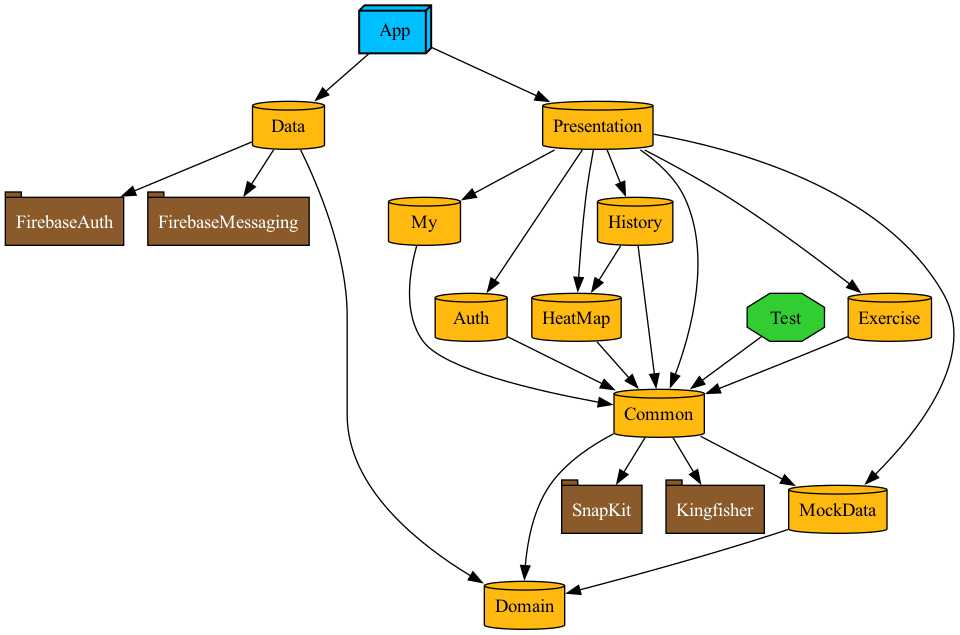 App
Data
Presentation
FirebaseAuth
FirebaseMessaging
My
History
Auth
HeatMap
Test
Exercise
Common
SnapKit
Kingfisher
MockData
Domain